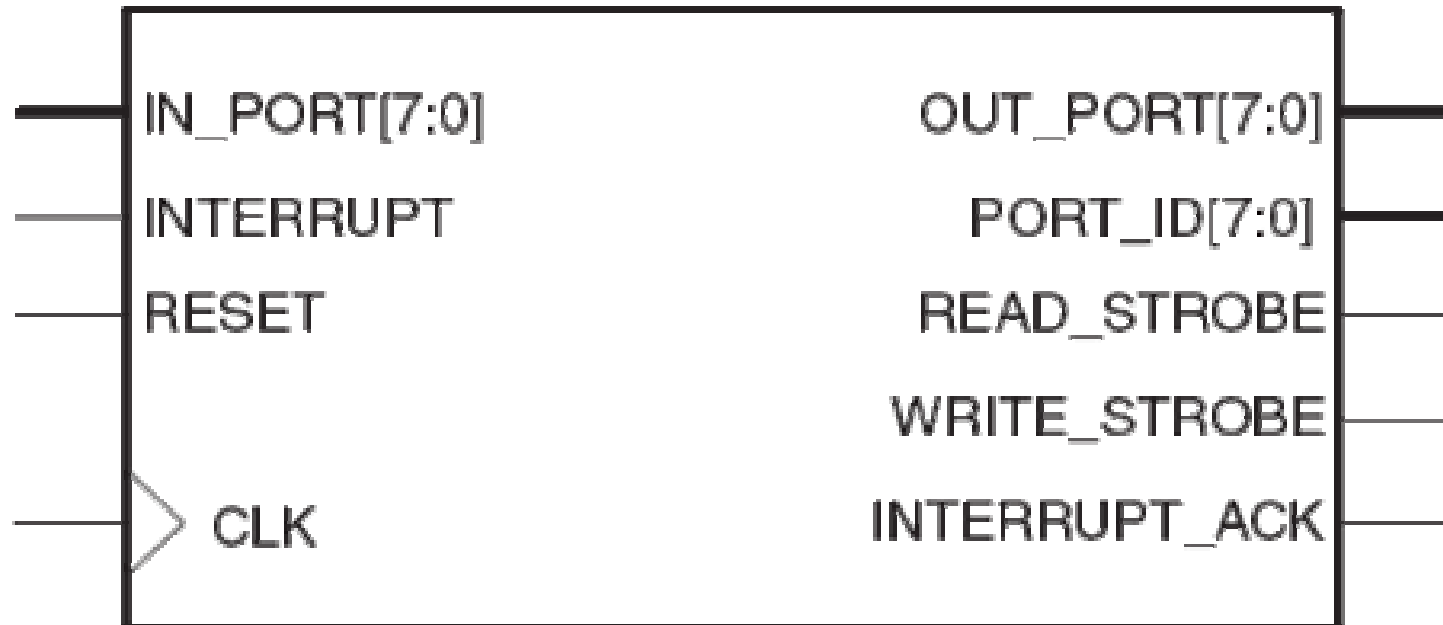 IN_PORT[7:0]
OUT_PORT[7:0]
INTERRUPT
PORT_ID[7:0]
RESET
READ_STROBE
WRITE_STROBE
CLK
INTERRUPT_ACK